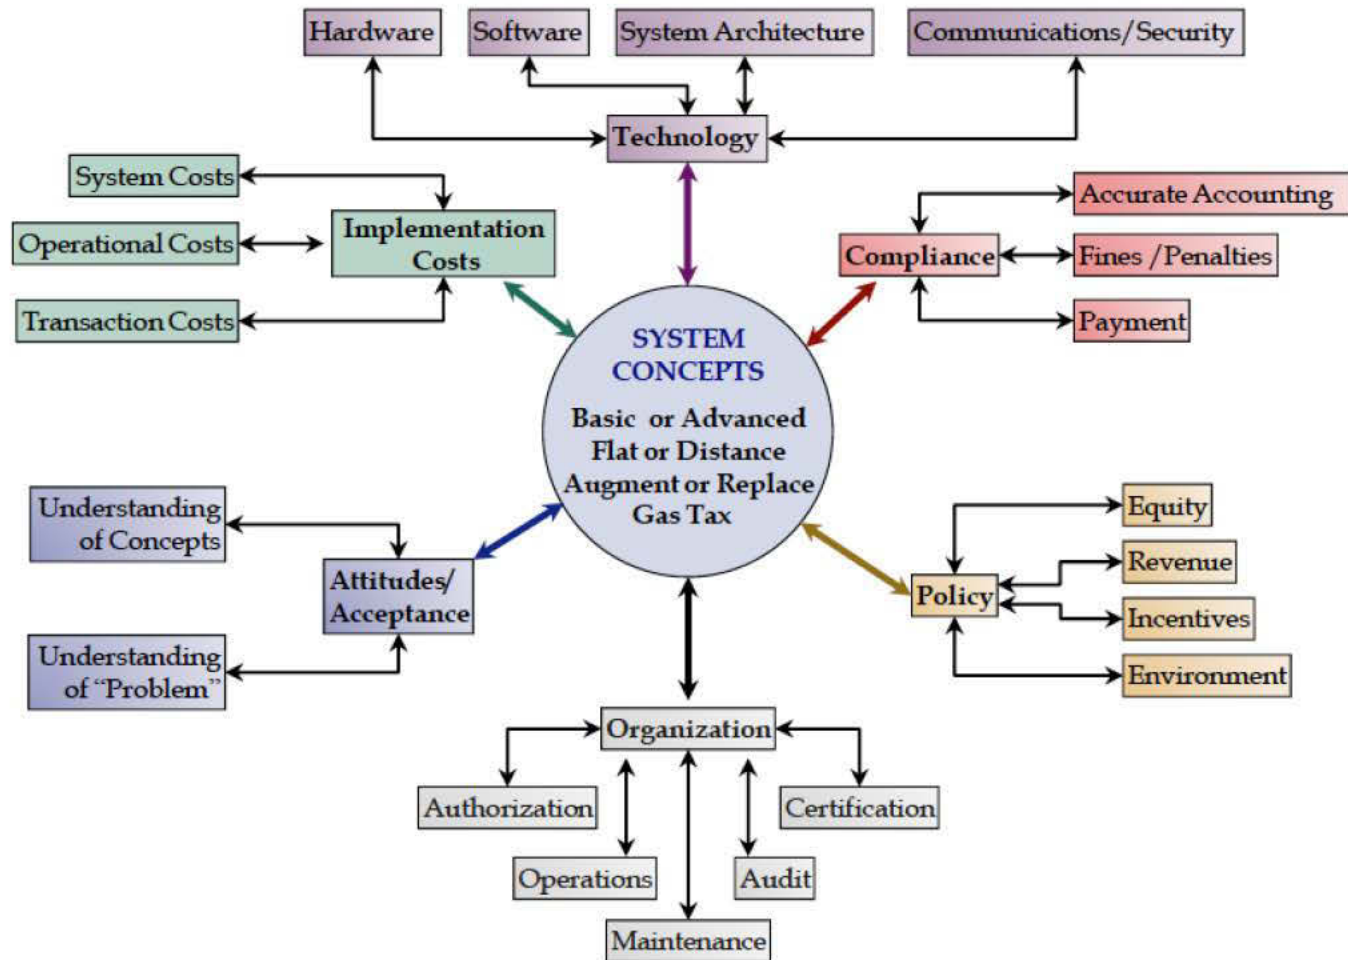 Hardware
Software
System Architecture
Communications/Security
Technology
System Costs
Operational Costs
Transaction Costs
Implementation
Costs
Accurate Accounting
Fines /Penalties
Payment
Compliance
SYSTEM
CONCEPTS
Basic or Advanced
Flat or Distance
Augment or Replace
Gas Tax
Understanding
of Concepts
Understanding
of “Problem”
Attitudes/
Acceptance
Equity
Revenue
Incentives
Environment
Policy
Organization
Authorization
Certification
Operations
Audit
Maintenance